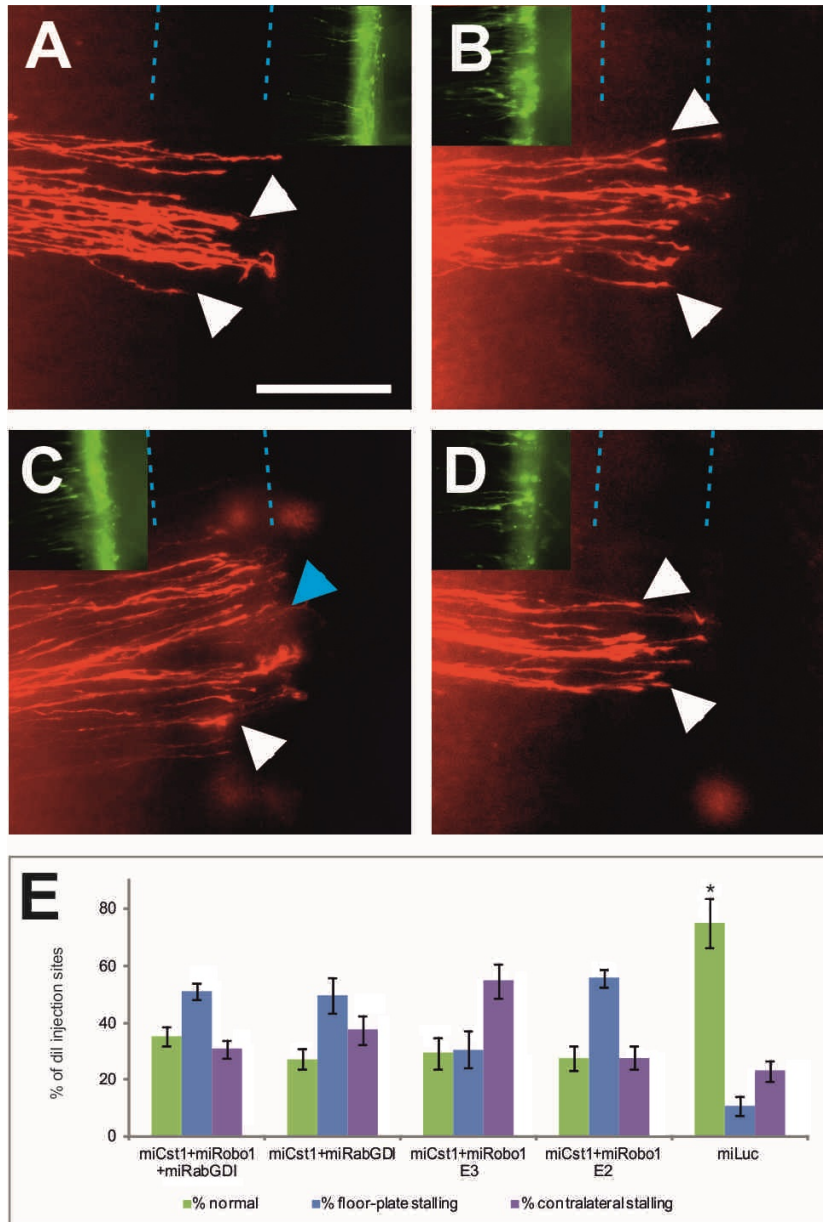 A
B
C
D
E
% of diI injection sites
80
60
40
20
0
*
miCst1+miRobo1
+miRabGDI
miCst1+miRabGDI
miCst1+miRobo1
E3
miCst1+miRobo1
E2
miLuc
% normal
% floor-plate stalling
% contralateral stalling